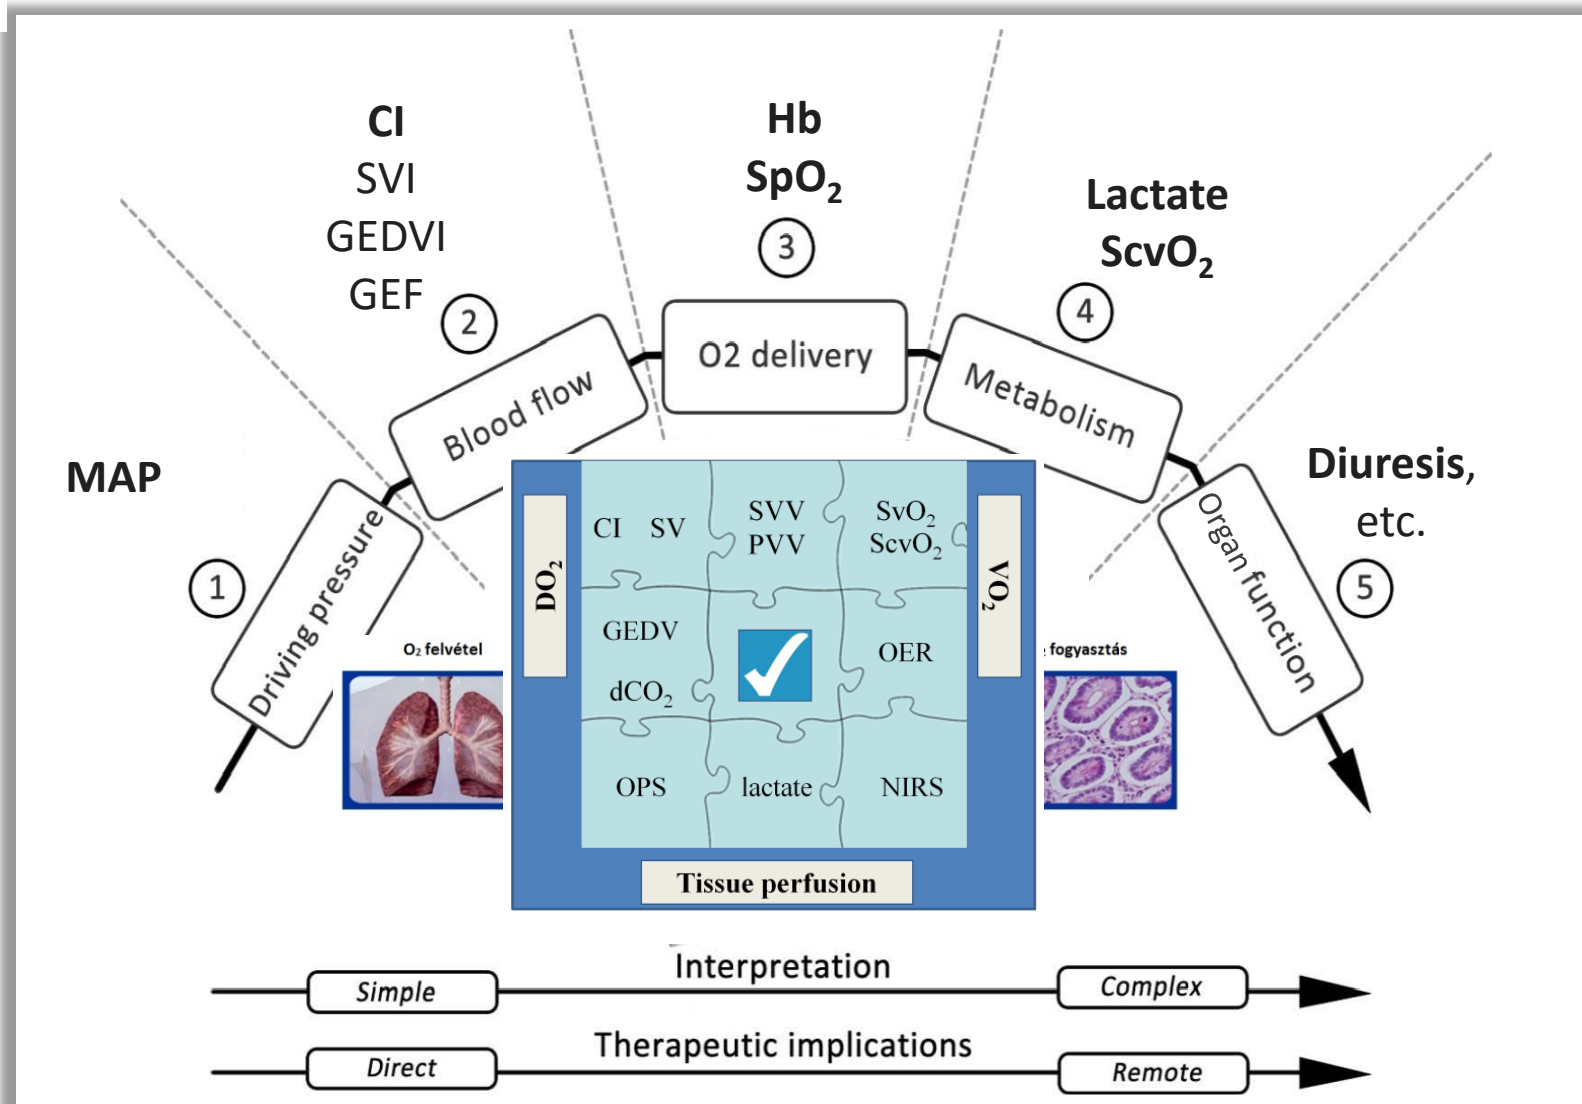 CI
SVI
GEDVI
GEF
Hb
SpO₂
Lactate
ScvO₂
MAP
Diuresis,
etc.
1
Driving pressure
2
Blood flow
3
O2 delivery
4
Metabolism
5
Organ function
O₂ felvétel
fogyasztás
DO₂
VO₂
CI SV
SVV
PVV
SvO₂
ScvO₂
GEDV
dCO₂
OER
OPS
lactate
NIRS
Tissue perfusion
Interpretation
Simple
Complex
Therapeutic implications
Direct
Remote